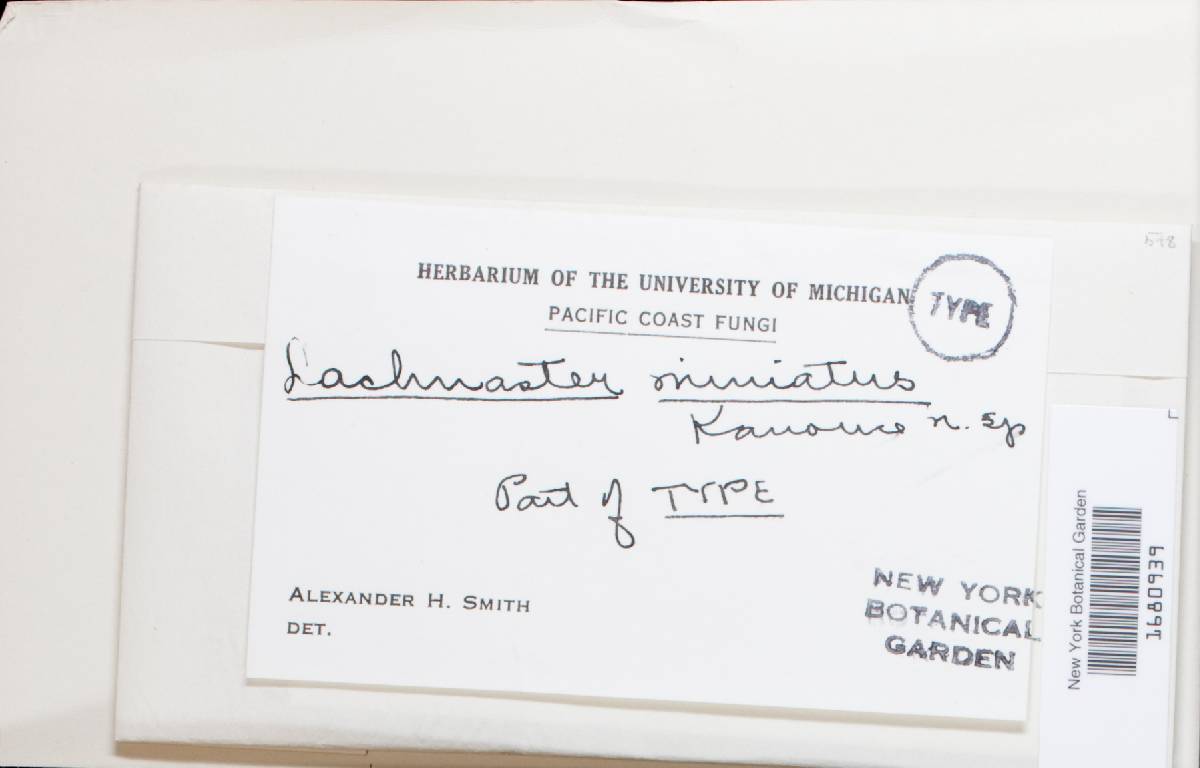 HERBARIUM OF THE UNIVERSITY OF MICHIGAN
TYPE
PACIFIC COAST FUNGI
Lachnaster miniatus
Kanouse n. sp
Part of TYPE
ALEXANDER H. SMITH
DET.
NEW YORK
BOTANICAL
GARDEN
New York Botanical Garden